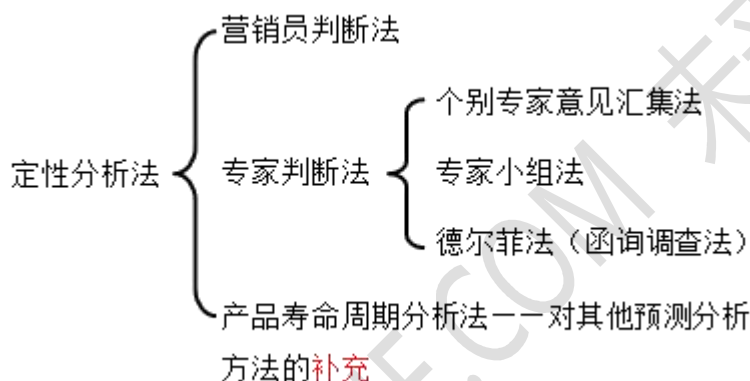 营销员判断法
个别专家意见汇集法
定性分析法
专家判断法
专家小组法
德尔菲法（函询调查法）
产品寿命周期分析法——对其他预测分析
方法的补充